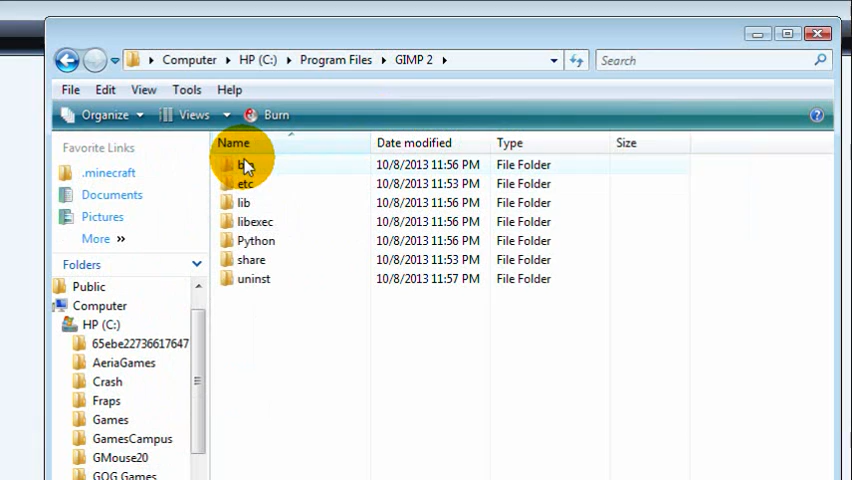 Computer HP (C:) Program Files GIMP 2 Search
File Edit View Tools Help
Organize Views Burn
Name Date modified Type Size
Favorite Links
.minecraft
Documents
Pictures
More »
Folders
Public
Computer
HP (C:)
65ebe22736617647
AeriaGames
Crash
Fraps
Games
GamesCampus
GMouse20
GOG Games
10/8/2013 11:56 PM File Folder
etc 10/8/2013 11:53 PM File Folder
lib 10/8/2013 11:56 PM File Folder
libexec 10/8/2013 11:56 PM File Folder
Python 10/8/2013 11:56 PM File Folder
share 10/8/2013 11:53 PM File Folder
uninst 10/8/2013 11:57 PM File Folder